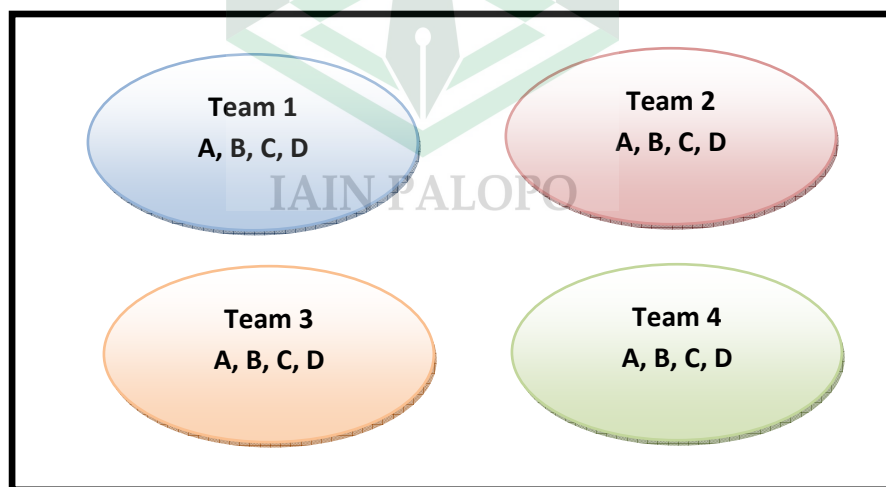 Team 1
A, B, C, D
Team 2
A, B, C, D
IAIN PALOPO
Team 3
A, B, C, D
Team 4
A, B, C, D